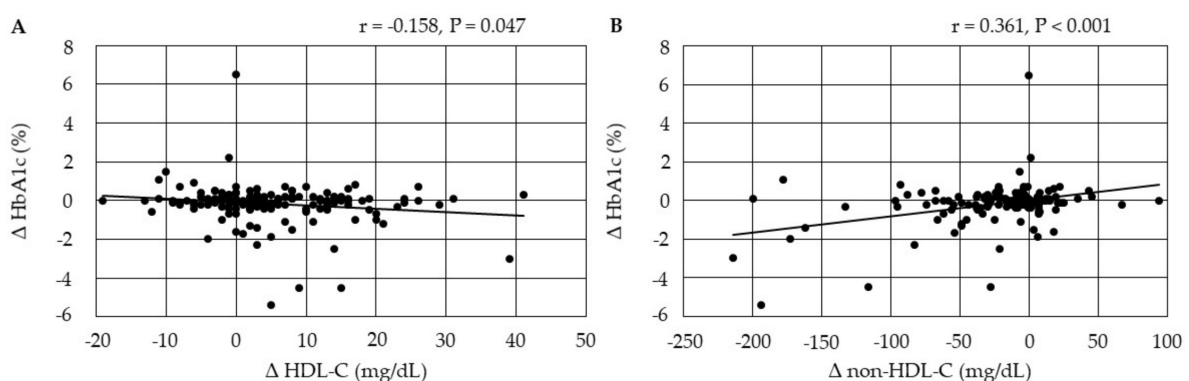 A
r = -0.158, P = 0.047
8
6
4
2
0
-2
-4
-6
Δ HbA1c (%)
-20 -10 0 10 20 30 40 50
Δ HDL-C (mg/dL)
B
r = 0.361, P < 0.001
8
6
4
2
0
-2
-4
-6
Δ HbA1c (%)
-250 -200 -150 -100 -50 0 50 100
Δ non-HDL-C (mg/dL)